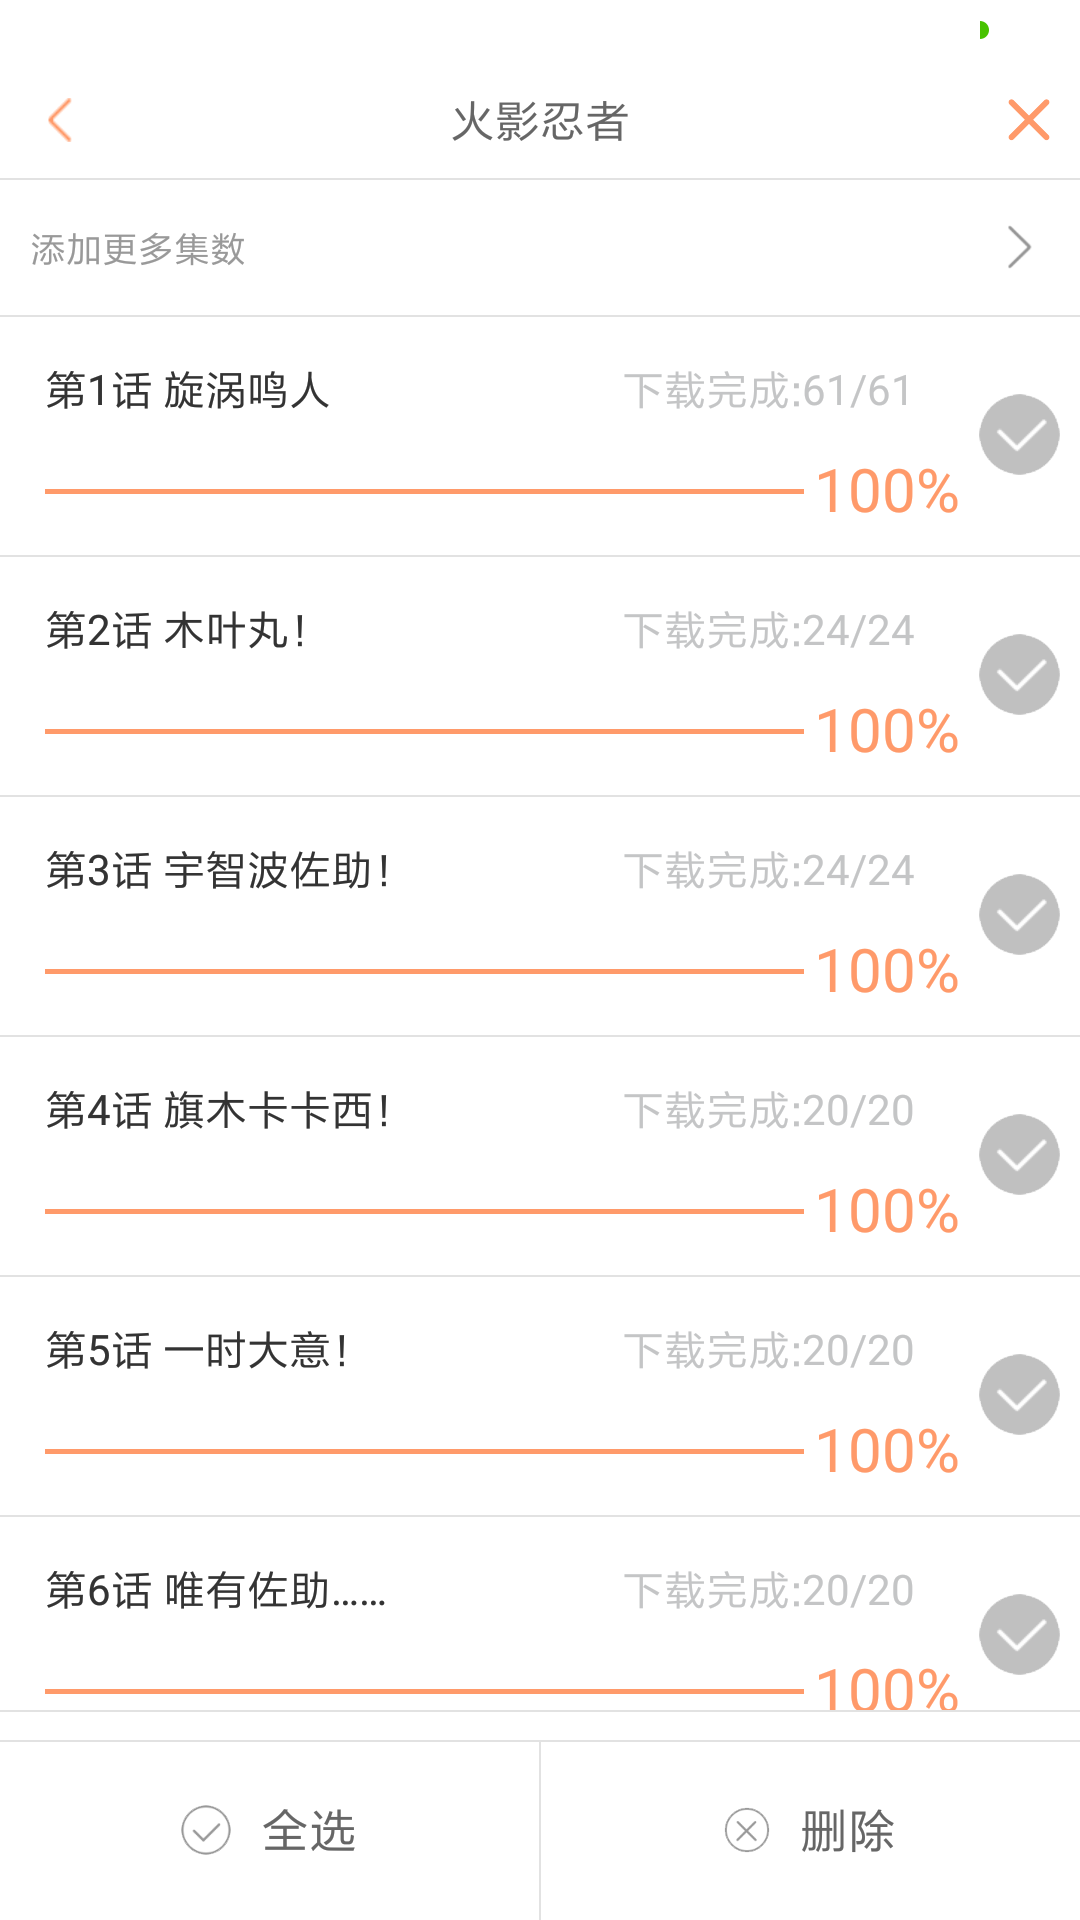 火影忍者
添加更多集数
第1话 旋涡鸣人 下载完成:61/61
100%
第2话 木叶丸！ 下载完成:24/24
100%
第3话 宇智波佐助！ 下载完成:24/24
100%
第4话 旗木卡卡西！ 下载完成:20/20
100%
第5话 一时大意！ 下载完成:20/20
100%
第6话 唯有佐助…… 下载完成:20/20
100%
全选 删除